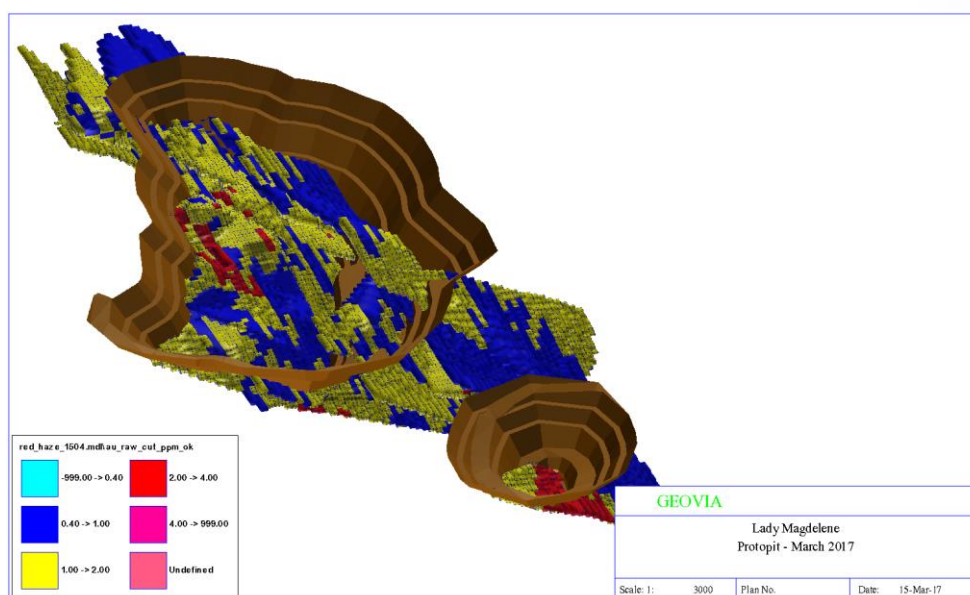 red_haze_1504.mdl\au_raw_cut_ppm_ok
-999.00 -> 0.40
2.00 -> 4.00
0.40 -> 1.00
4.00 -> 999.00
1.00 -> 2.00
Undefined
GEOVIA
Lady Magdelene
Protopit - March 2017
Scale: 1: 3000 Plan No. Date: 15-Mar-17